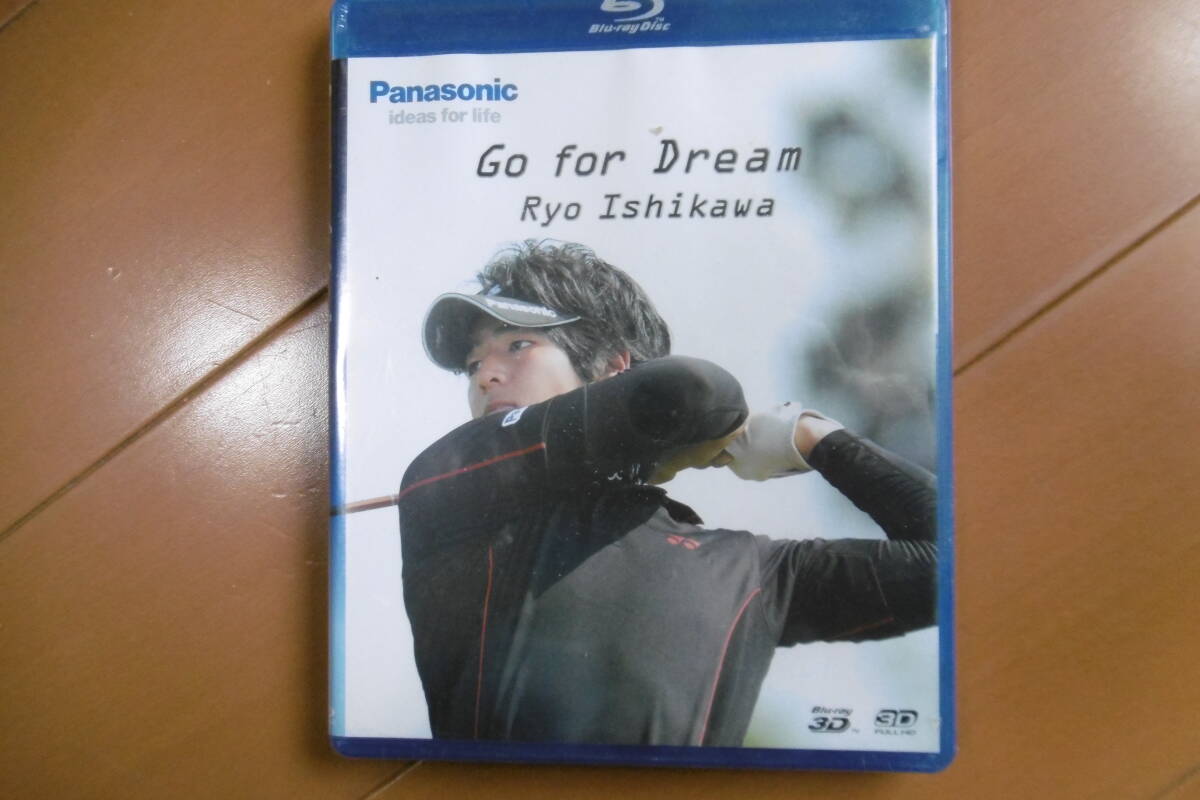 Blu-ray Disc
Panasonic
ideas for life
Go for Dream
Ryo Ishikawa
Panasonic
Blu-ray
3D
3D
FULL HD